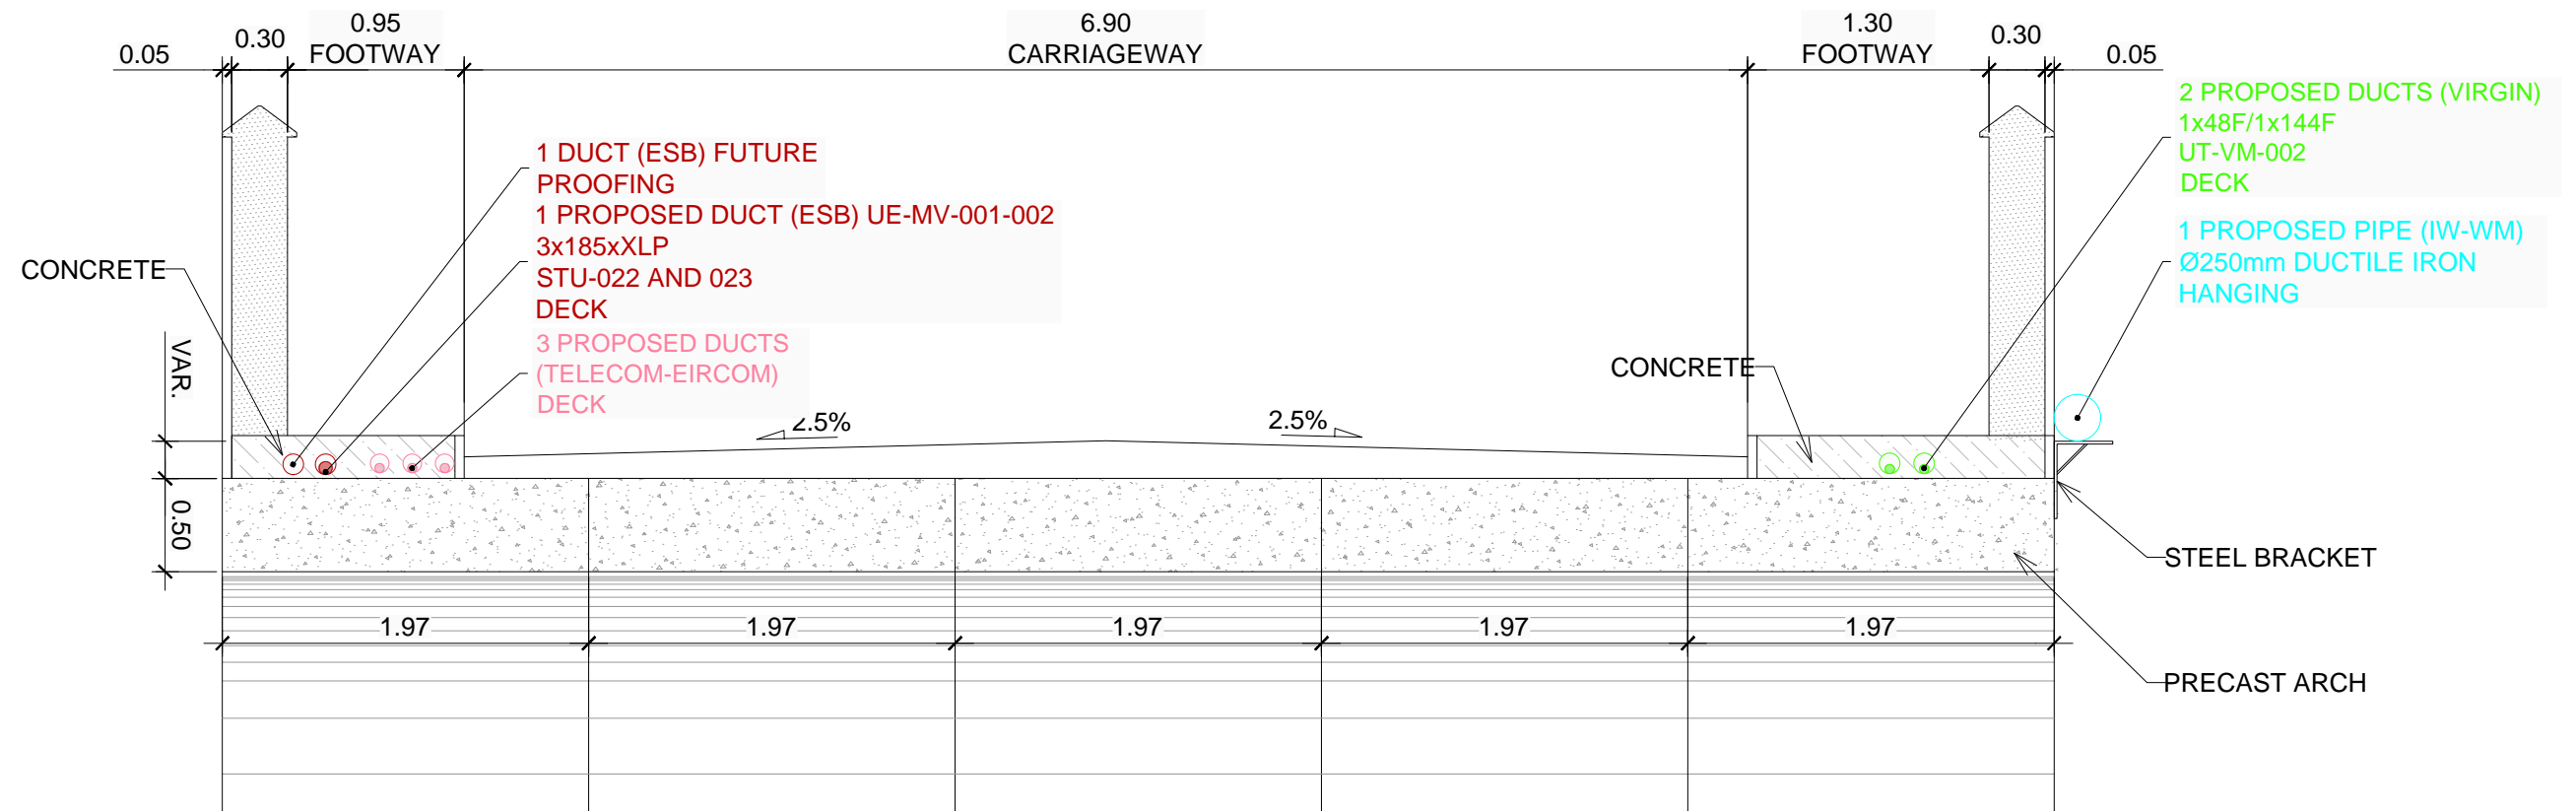 0.05
0.30
0.95
FOOTWAY
6.90
CARRIAGEWAY
1.30
FOOTWAY
0.30
0.05
1 DUCT (ESB) FUTURE
PROOFING
1 PROPOSED DUCT (ESB) UE-MV-001-002
3x185xXLP
STU-022 AND 023
DECK
3 PROPOSED DUCTS
(TELECOM-EIRCOM)
DECK
2 PROPOSED DUCTS (VIRGIN)
1x48F/1x144F
UT-VM-002
DECK
1 PROPOSED PIPE (IW-WM)
Ø250mm DUCTILE IRON
HANGING
CONCRETE
VAR.
0.50
2.5%
2.5%
CONCRETE
STEEL BRACKET
PRECAST ARCH
1.97
1.97
1.97
1.97
1.97